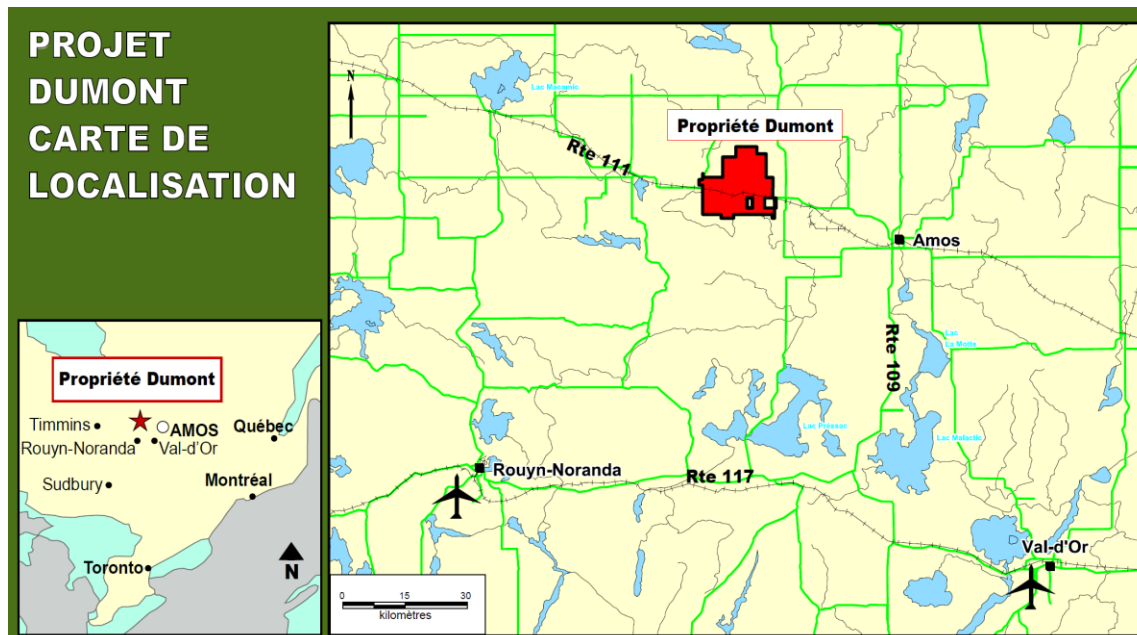 PROJET
DUMONT
CARTE DE
LOCALISATION
N
Lac Macamic
Propriété Dumont
Rte 111
Amos
Lac
La Motte
Rte 109
Lac Preissac
Lac Malartic
Rouyn-Noranda
Rte 117
Val-d'Or
0 15 30
kilomètres
Propriété Dumont
Timmins
AMOS
Québec
Rouyn-Noranda
Val-d'Or
Sudbury
Montréal
Toronto
N